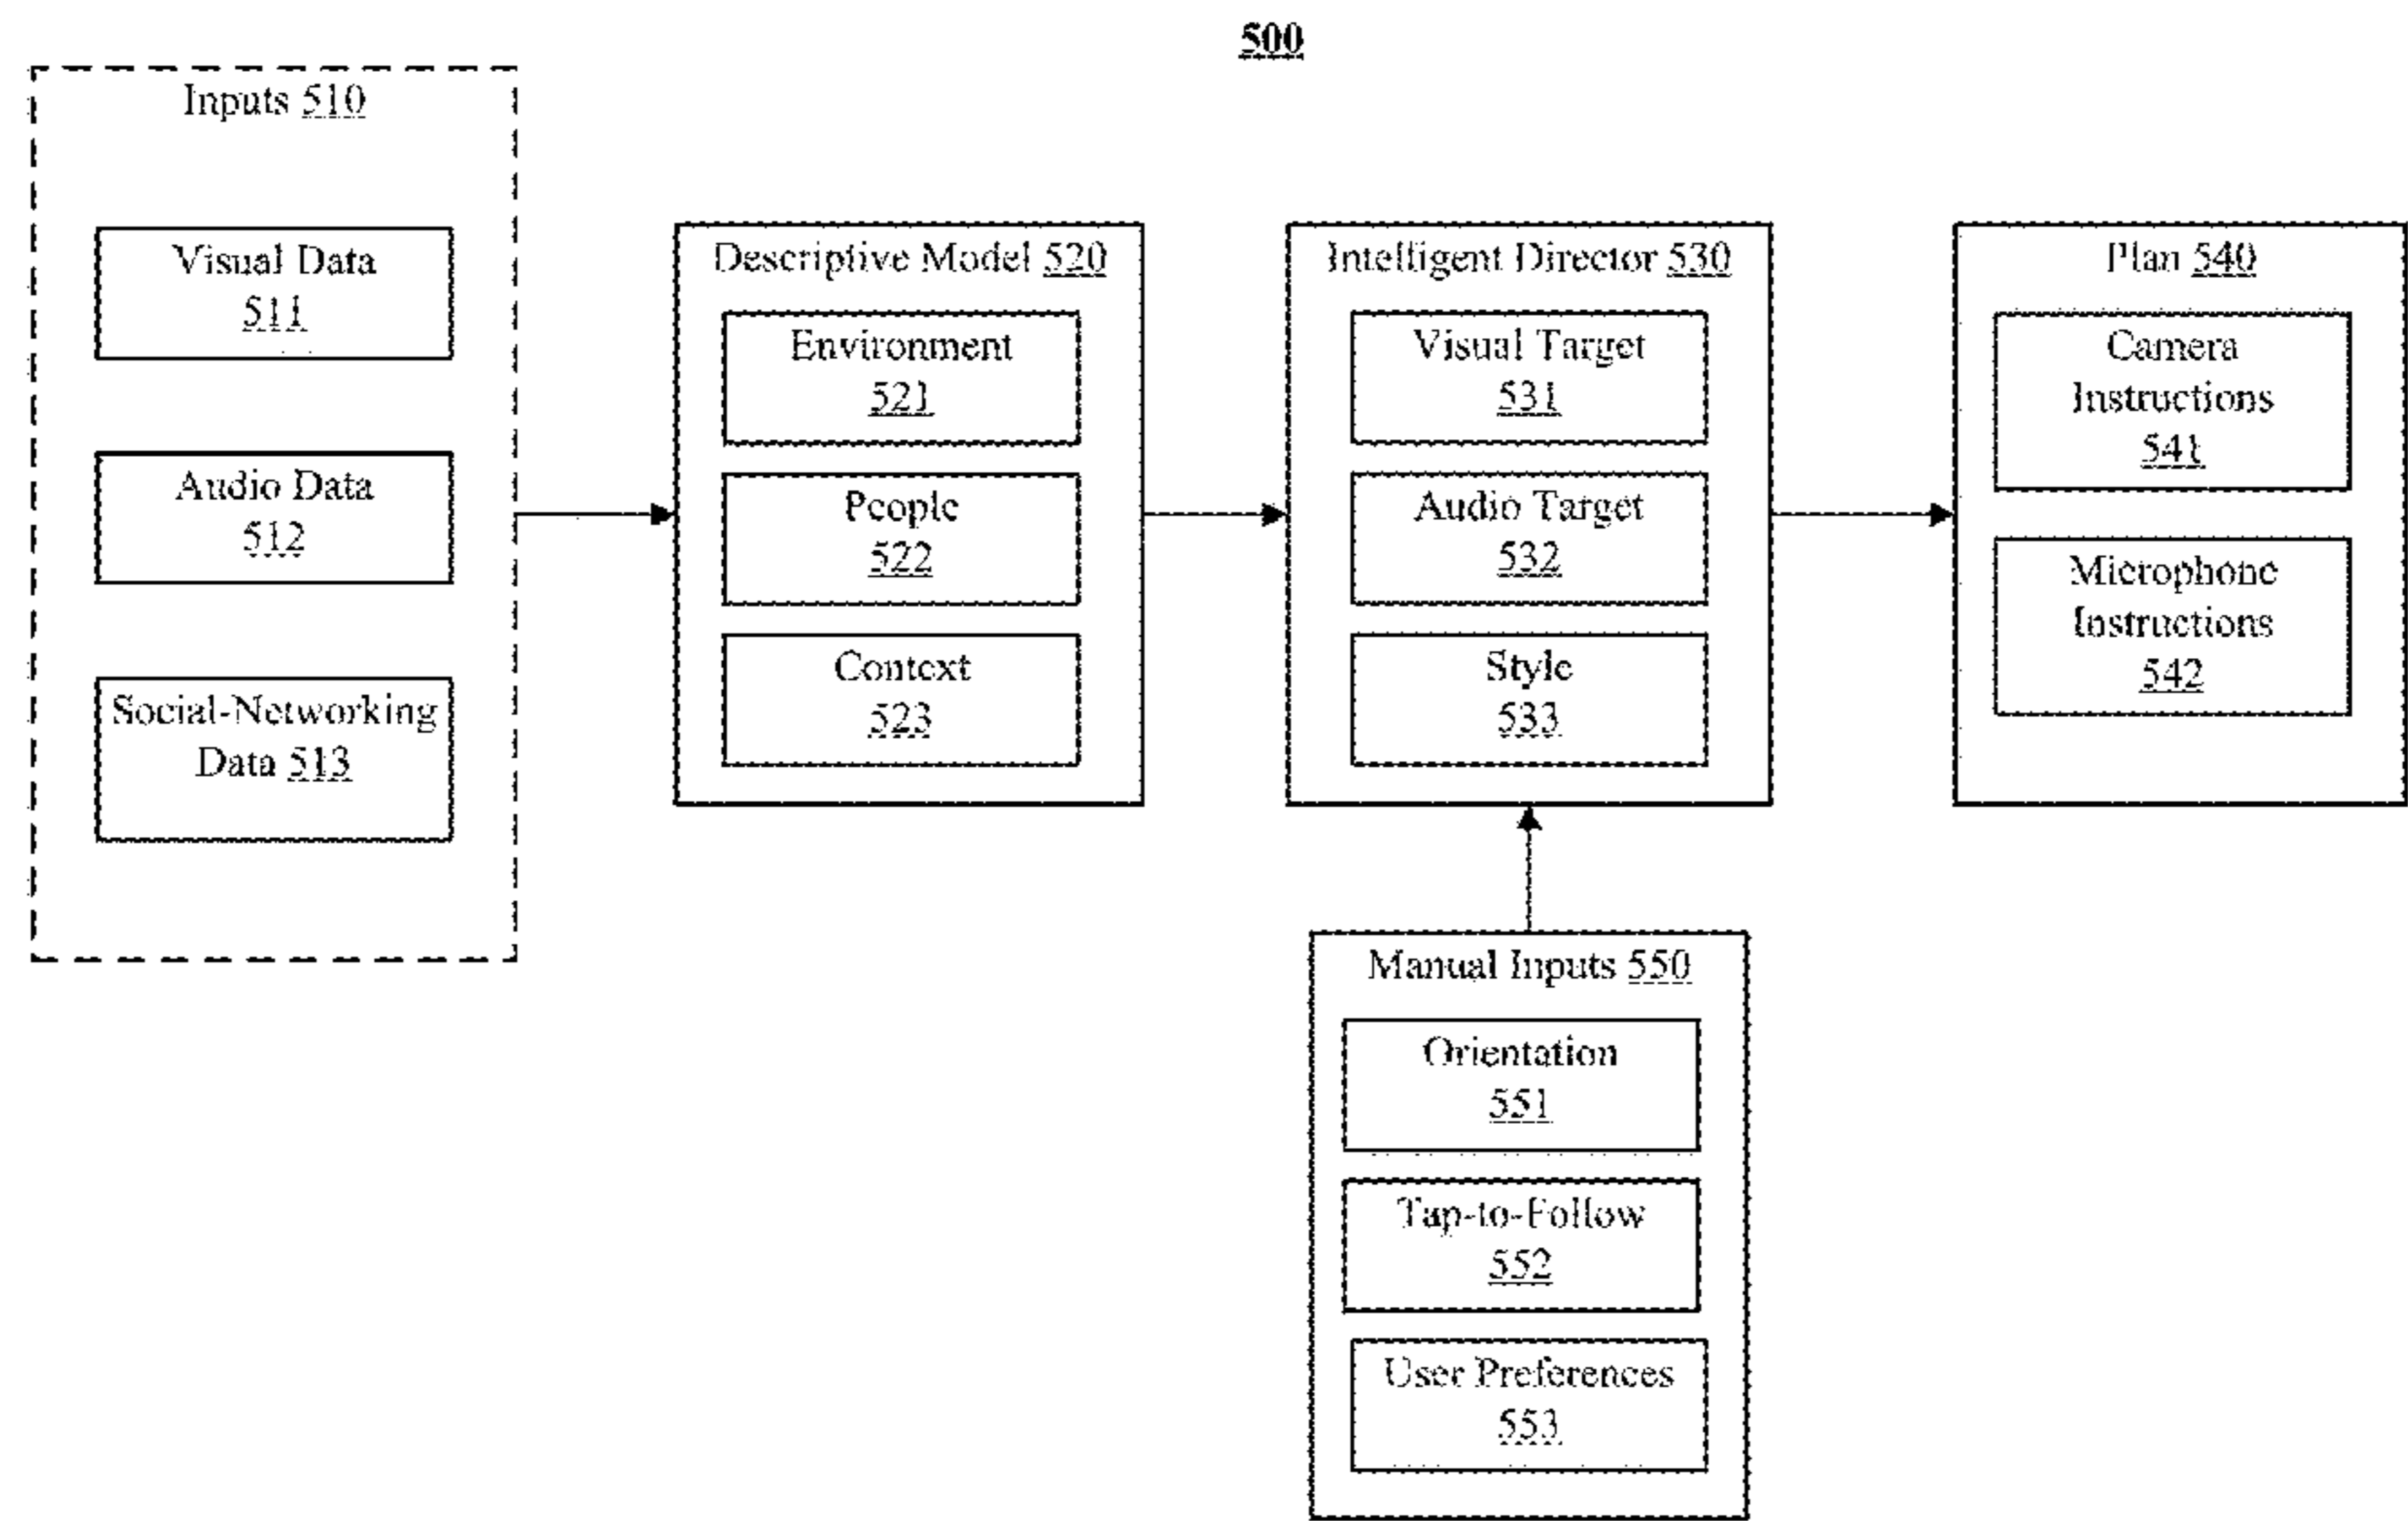 500
Inputs 510
Visual Data
511
Audio Data
512
Social-Networking
Data 513
Descriptive Model 520
Environment
521
People
522
Context
523
Intelligent Director 530
Visual Target
531
Audio Target
532
Style
533
Plan 540
Camera
Instructions
541
Microphone
Instructions
542
Manual Inputs 550
Orientation
551
Tap-to-Follow
552
User Preferences
553